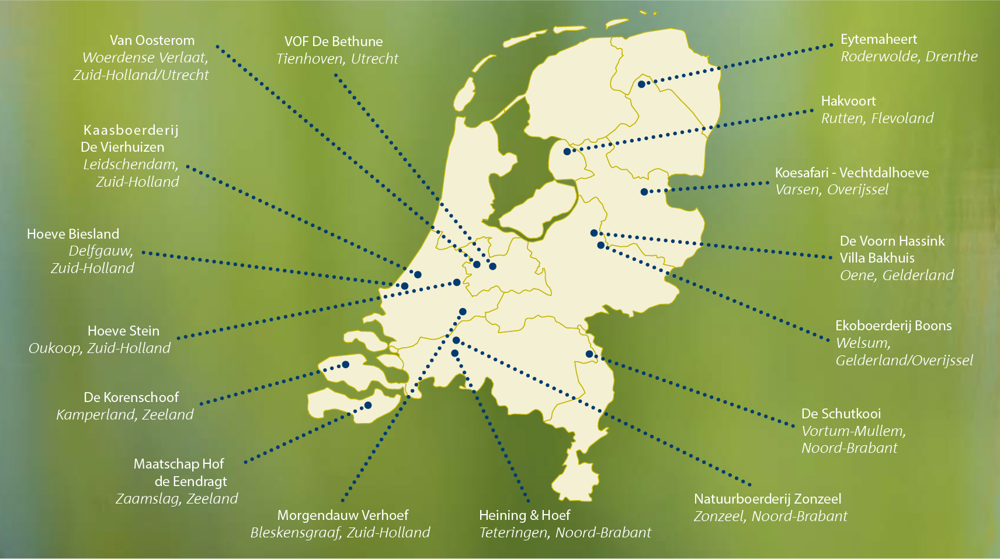 Van Oosterom
Woerdense Verlaat,
Zuid-Holland/Utrecht
VOF De Bethune
Tienhoven, Utrecht
Eytemaheert
Roderwolde, Drenthe
Hakvoort
Rutten, Flevoland
Kaasboerderij
De Vierhuizen
Leidschendam,
Zuid-Holland
Koesafari - Vechtdalhoeve
Varsen, Overijssel
Hoeve Biesland
Delfgauw,
Zuid-Holland
De Voorn Hassink
Villa Bakhuis
Oene, Gelderland
Hoeve Stein
Oukoop, Zuid-Holland
Ekoboerderij Boons
Welsum,
Gelderland/Overijssel
De Korenschoof
Kamperland, Zeeland
De Schutkooi
Vortum-Mullem,
Noord-Brabant
Maatschap Hof
de Eendragt
Zaamslag, Zeeland
Morgendauw Verhoef
Bleskensgraaf, Zuid-Holland
Heining & Hoef
Teteringen, Noord-Brabant
Natuurboerderij Zonzeel
Zonzeel, Noord-Brabant